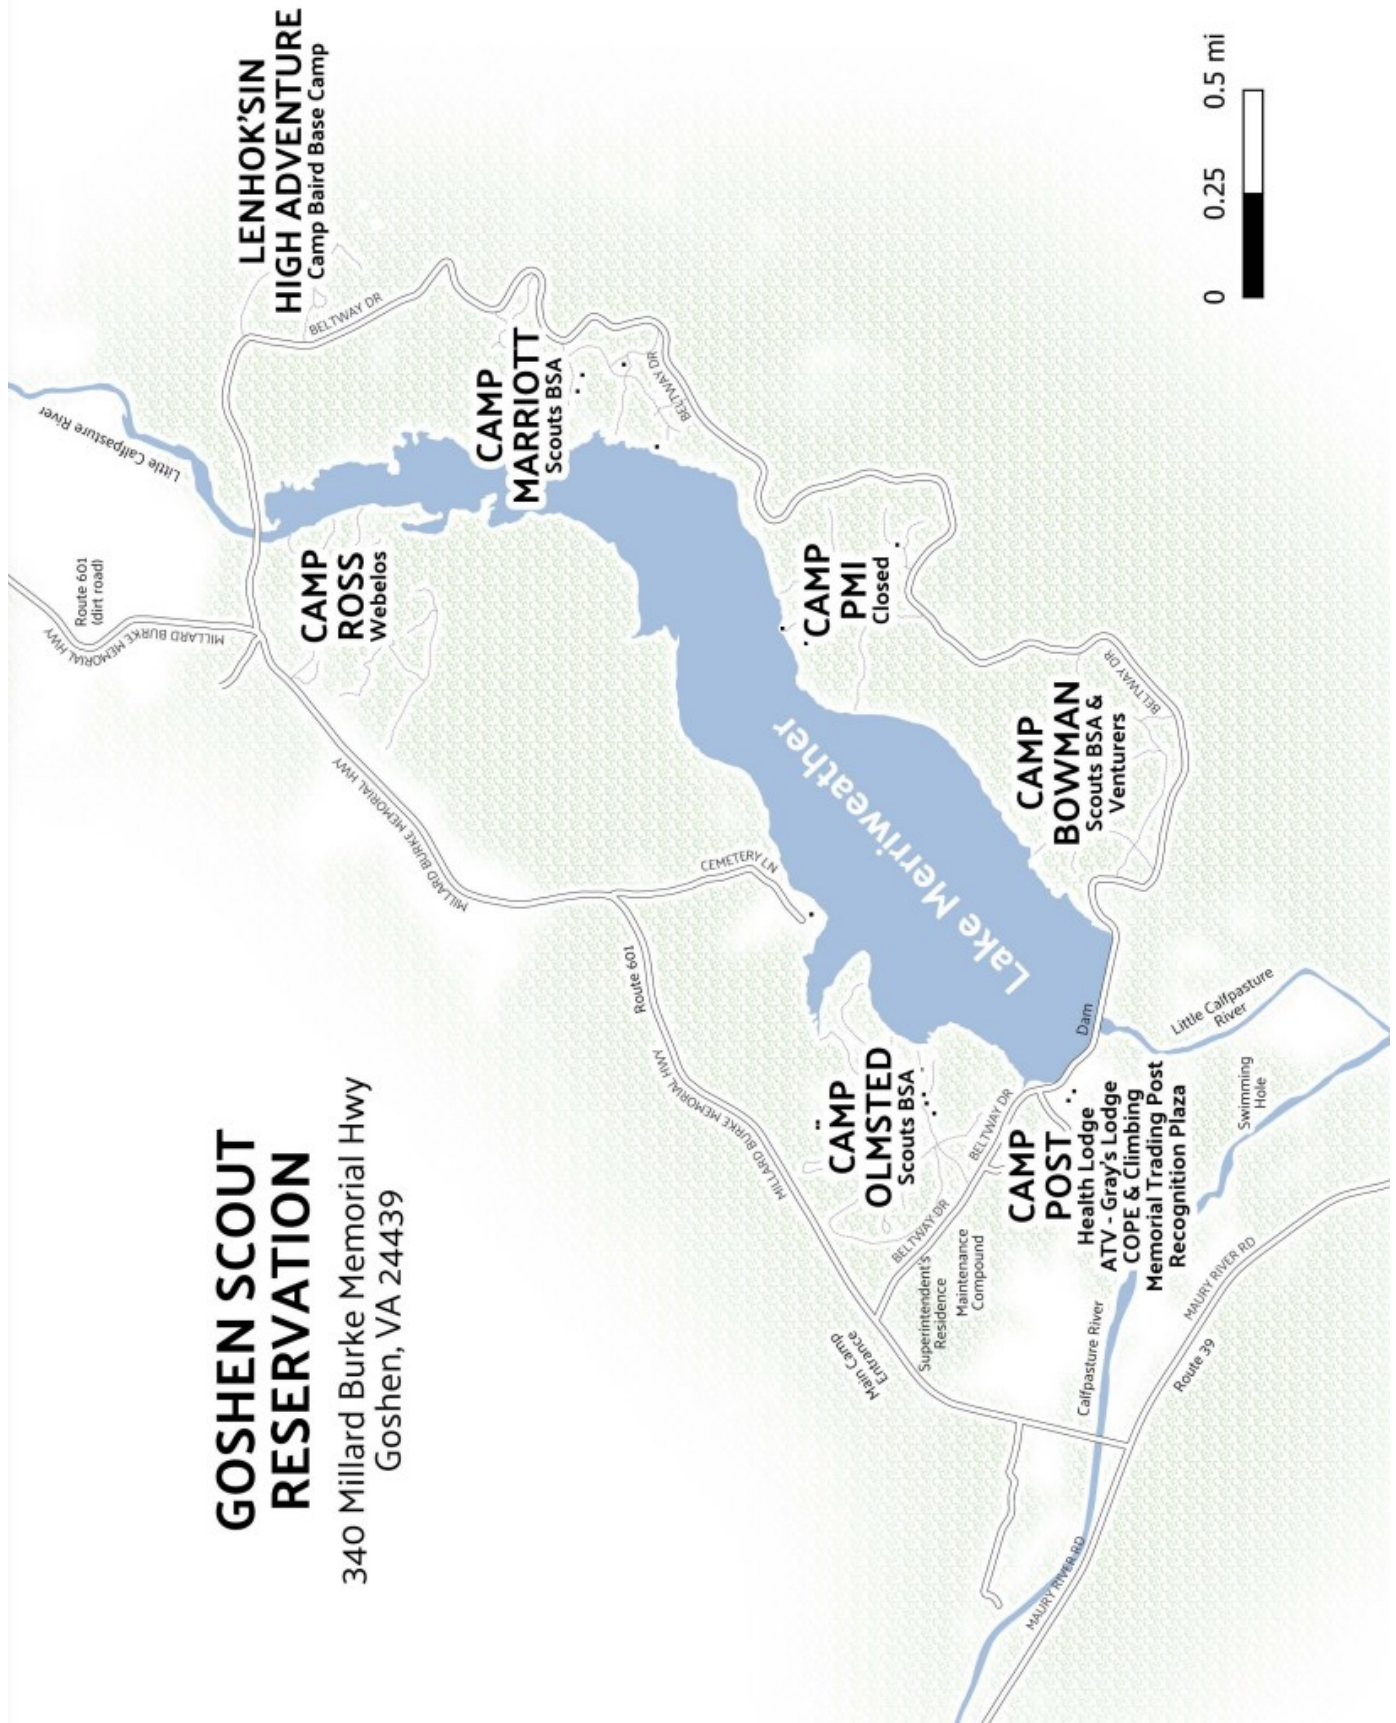 GOSHEN SCOUT
RESERVATION
340 Millard Burke Memorial Hwy
Goshen, VA 24439
LENHOK'SIN
HIGH ADVENTURE
Camp Baird Base Camp
BELTWAY DR
Little Calfpasture River
Route 601
(dirt road)
MILLARD BURKE MEMORIAL HWY
CAMP
ROSS
Webelos
CAMP
MARRIOTT
Scouts BSA
BELTWAY DR
MILLARD BURKE MEMORIAL HWY
MILLARD BURKE MEMORIAL HWY
CEMETERY LN
Route 601
MILLARD BURKE MEMORIAL HWY
CAMP
PMI
Closed
Lake Merriweather
CAMP
BOWMAN
Scouts BSA &
Venturers
BELTWAY DR
CAMP
OLMSTED
Scouts BSA
BELTWAY DR
BELTWAY DR
Dam
Main Camp
Entrance
Superintendent's
Residence
Maintenance
Compound
CAMP
POST
Health Lodge
ATV - Gray's Lodge
COPE & Climbing
Memorial Trading Post
Recognition Plaza
Little Calfpasture
River
Swimming
Hole
Calfpasture River
MAURY RIVER RD
Route 39
MAURY RIVER RD
0 0.25 0.5 mi